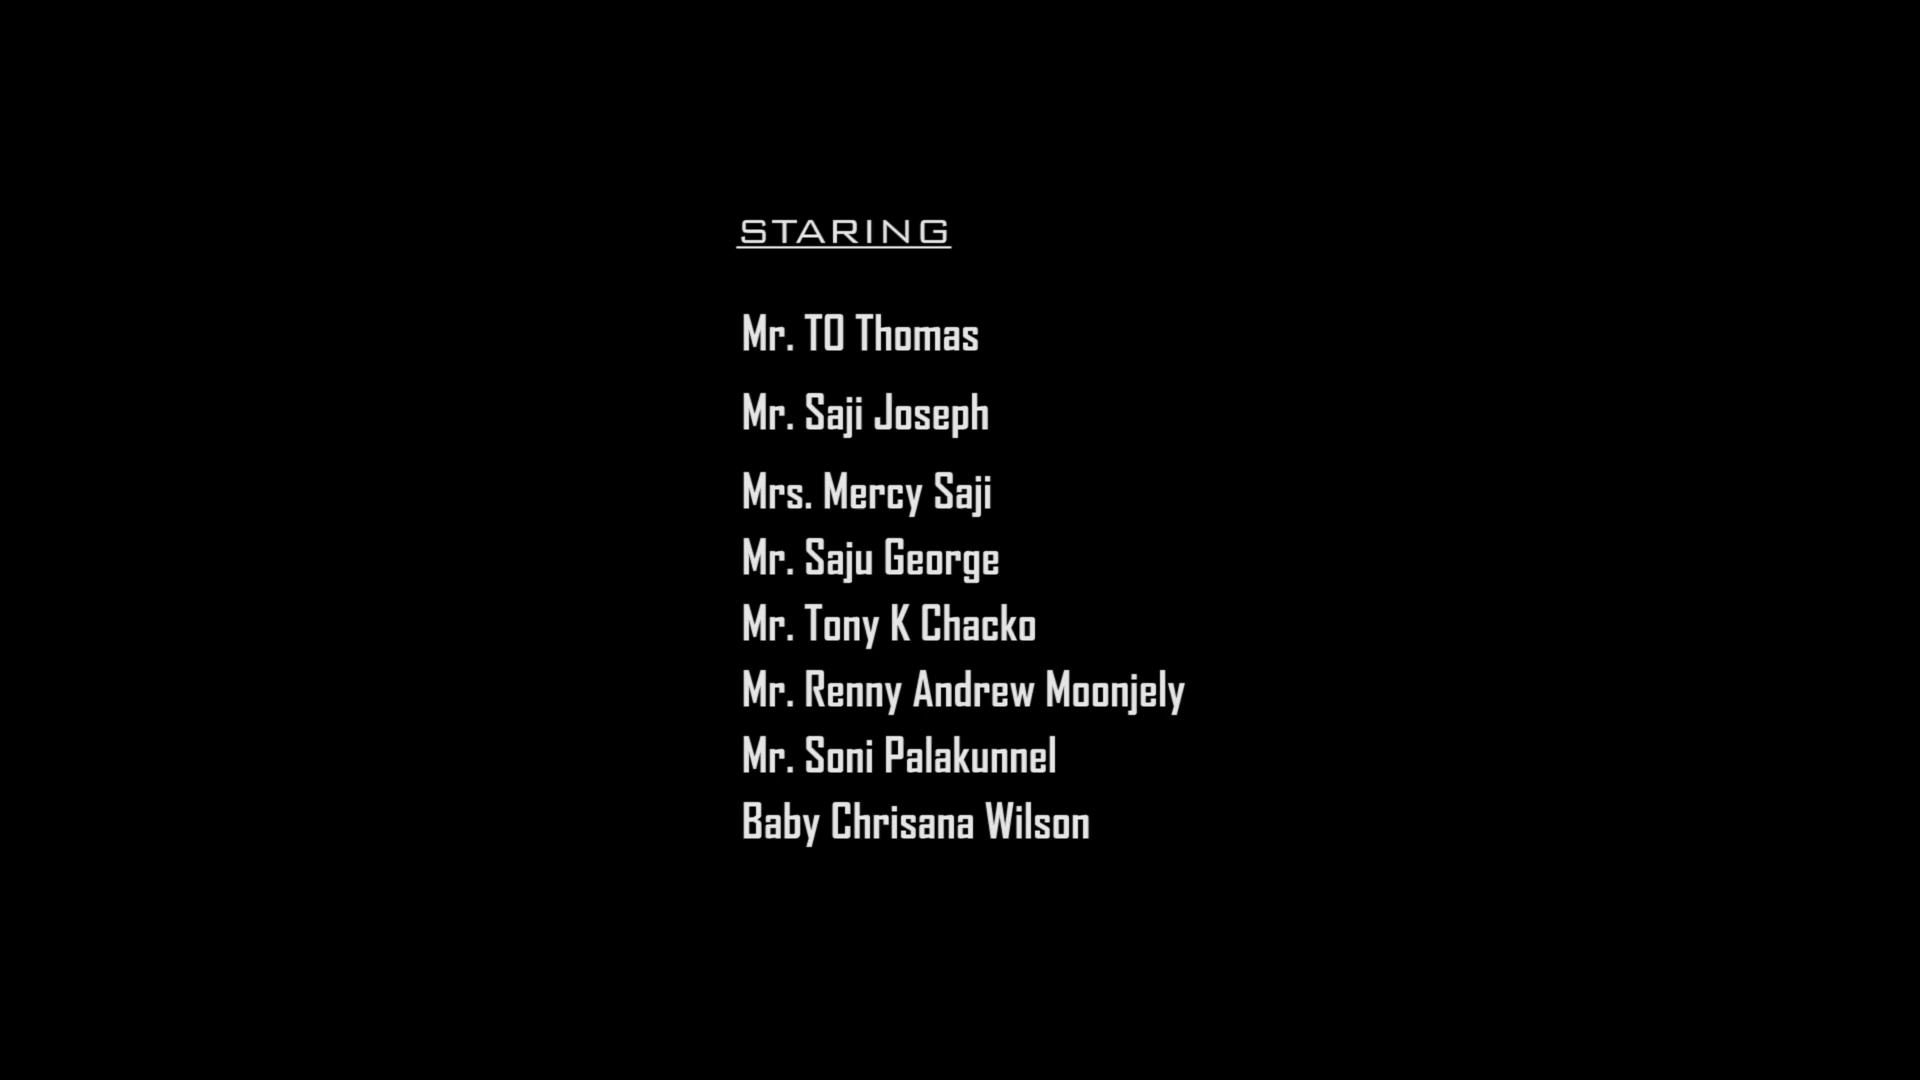 STARING
Mr. TO Thomas
Mr. Saji Joseph
Mrs. Mercy Saji
Mr. Saju George
Mr. Tony K Chacko
Mr. Renny Andrew Moonjely
Mr. Soni Palakunnel
Baby Chrisana Wilson